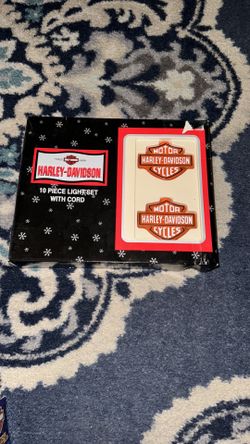 HARLEY-DAVIDSON
10 PIECE LIGHT SET
WITH CORD
MOTOR
HARLEY-DAVIDSON
CYCLES
MOTOR
HARLEY-DAVIDSON
CYCLES